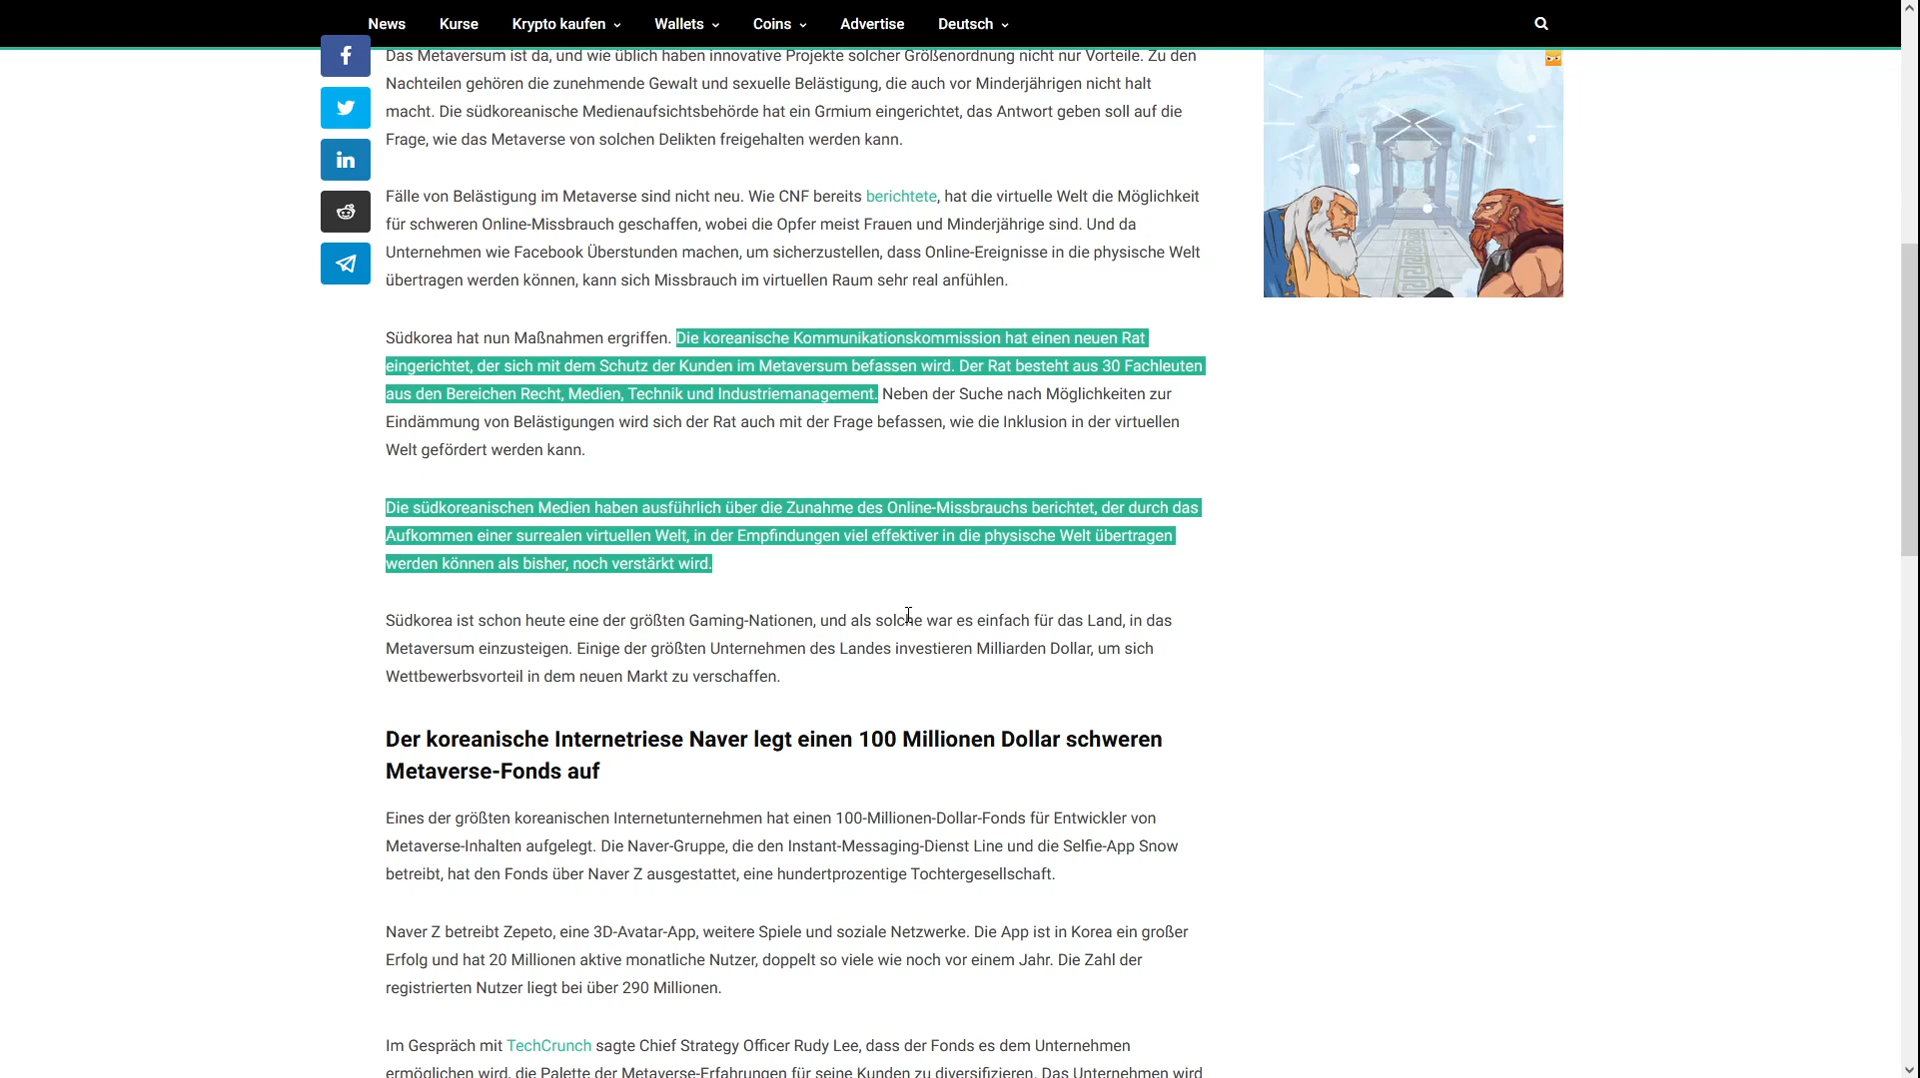 News Kurse Krypto kaufen Wallets Coins Advertise Deutsch
Das Metaversum ist da, und wie üblich haben innovative Projekte solcher Größenordnung nicht nur Vorteile. Zu den
Nachteilen gehören die zunehmende Gewalt und sexuelle Belästigung, die auch vor Minderjährigen nicht halt
macht. Die südkoreanische Medienaufsichtsbehörde hat ein Grmium eingerichtet, das Antwort geben soll auf die
Frage, wie das Metaverse von solchen Delikten freigehalten werden kann.
Fälle von Belästigung im Metaverse sind nicht neu. Wie CNF bereits berichtete, hat die virtuelle Welt die Möglichkeit
für schweren Online-Missbrauch geschaffen, wobei die Opfer meist Frauen und Minderjährige sind. Und da
Unternehmen wie Facebook Überstunden machen, um sicherzustellen, dass Online-Ereignisse in die physische Welt
übertragen werden können, kann sich Missbrauch im virtuellen Raum sehr real anfühlen.
Südkorea hat nun Maßnahmen ergriffen. Die koreanische Kommunikationskommission hat einen neuen Rat
eingerichtet, der sich mit dem Schutz der Kunden im Metaversum befassen wird. Der Rat besteht aus 30 Fachleuten
aus den Bereichen Recht, Medien, Technik und Industriemanagement. Neben der Suche nach Möglichkeiten zur
Eindämmung von Belästigungen wird sich der Rat auch mit der Frage befassen, wie die Inklusion in der virtuellen
Welt gefördert werden kann.
Die südkoreanischen Medien haben ausführlich über die Zunahme des Online-Missbrauchs berichtet, der durch das
Aufkommen einer surrealen virtuellen Welt, in der Empfindungen viel effektiver in die physische Welt übertragen
werden können als bisher, noch verstärkt wird.
Südkorea ist schon heute eine der größten Gaming-Nationen, und als solche war es einfach für das Land, in das
Metaversum einzusteigen. Einige der größten Unternehmen des Landes investieren Milliarden Dollar, um sich
Wettbewerbsvorteil in dem neuen Markt zu verschaffen.
Der koreanische Internetriese Naver legt einen 100 Millionen Dollar schweren
Metaverse-Fonds auf
Eines der größten koreanischen Internetunternehmen hat einen 100-Millionen-Dollar-Fonds für Entwickler von
Metaverse-Inhalten aufgelegt. Die Naver-Gruppe, die den Instant-Messaging-Dienst Line und die Selfie-App Snow
betreibt, hat den Fonds über Naver Z ausgestattet, eine hundertprozentige Tochtergesellschaft.
Naver Z betreibt Zepeto, eine 3D-Avatar-App, weitere Spiele und soziale Netzwerke. Die App ist in Korea ein großer
Erfolg und hat 20 Millionen aktive monatliche Nutzer, doppelt so viele wie noch vor einem Jahr. Die Zahl der
registrierten Nutzer liegt bei über 290 Millionen.
Im Gespräch mit TechCrunch sagte Chief Strategy Officer Rudy Lee, dass der Fonds es dem Unternehmen
ermöglichen wird, die Palette der Metaverse-Erfahrungen für seine Kunden zu diversifizieren. Das Unternehmen wird